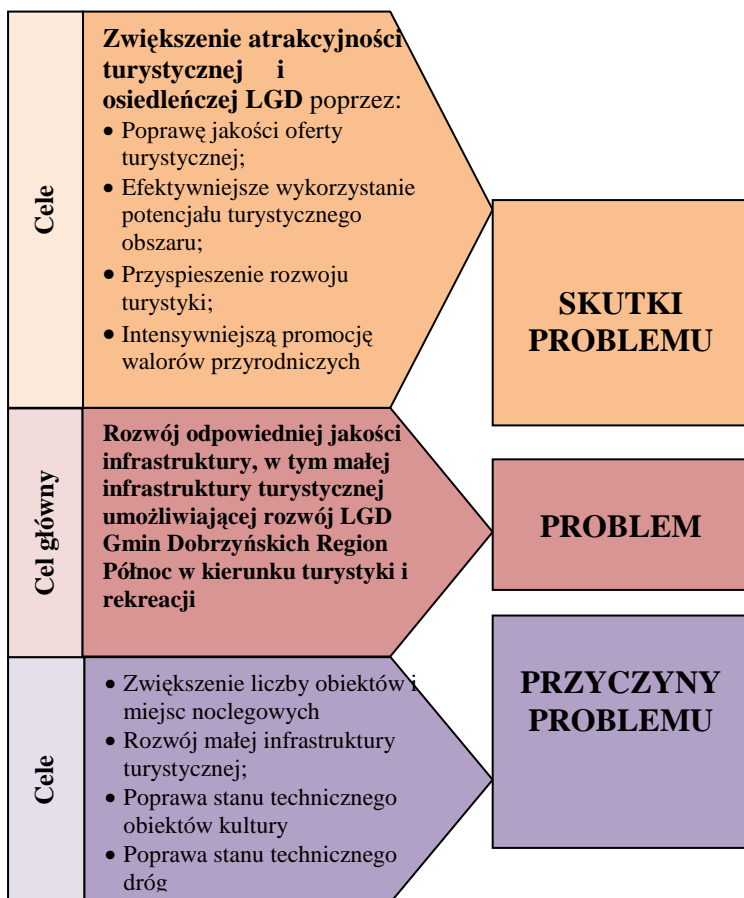 Cele
Zwiększenie atrakcyjności
turystycznej i
osiedleńczej LGD poprzez:
• Poprawę jakości oferty
turystycznej;
• Efektywniejsze wykorzystanie
potencjału turystycznego
obszaru;
• Przyspieszenie rozwoju
turystyki;
• Intensywniejszą promocję
walorów przyrodniczych
SKUTKI
PROBLEMU
Cel główny
Rozwój odpowiedniej jakości
infrastruktury, w tym małej
infrastruktury turystycznej
umożliwiającej rozwój LGD
Gmin Dobrzyńskich Region
Północ w kierunku turystyki i
rekreacji
PROBLEM
Cele
• Zwiększenie liczby obiektów i
miejsc noclegowych
• Rozwój małej infrastruktury
turystycznej;
• Poprawa stanu technicznego
obiektów kultury
• Poprawa stanu technicznego
dróg
PRZYCZYNY
PROBLEMU